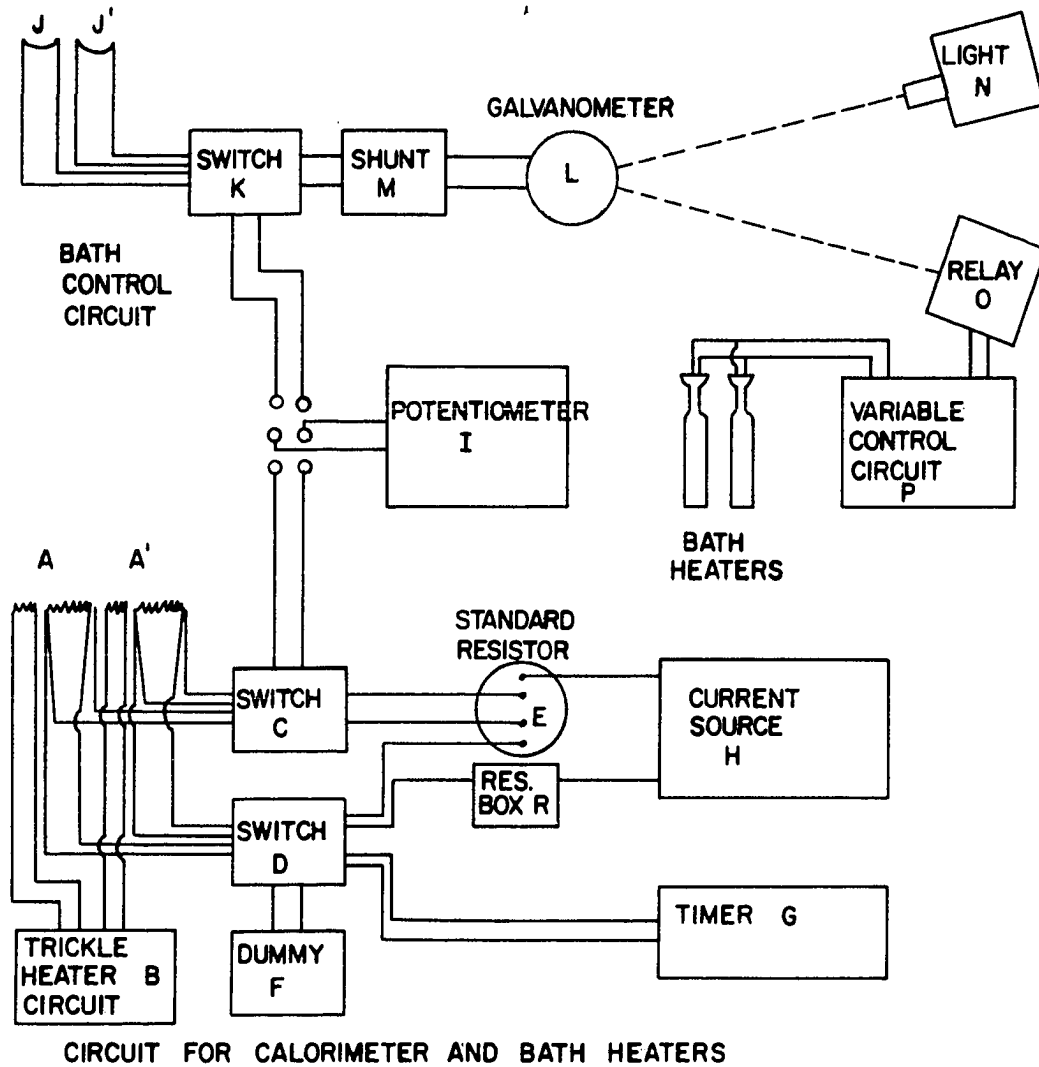 J J'
LIGHT
N
GALVANOMETER
SWITCH
K
SHUNT
M
L
BATH
CONTROL
CIRCUIT
RELAY
O
POTENTIOMETER
I
VARIABLE
CONTROL
CIRCUIT
P
BATH
HEATERS
A A'
STANDARD
RESISTOR
SWITCH
C
E
CURRENT
SOURCE
H
RES.
BOX R
SWITCH
D
TIMER G
TRICKLE
HEATER B
CIRCUIT
DUMMY
F
CIRCUIT FOR CALORIMETER AND BATH HEATERS